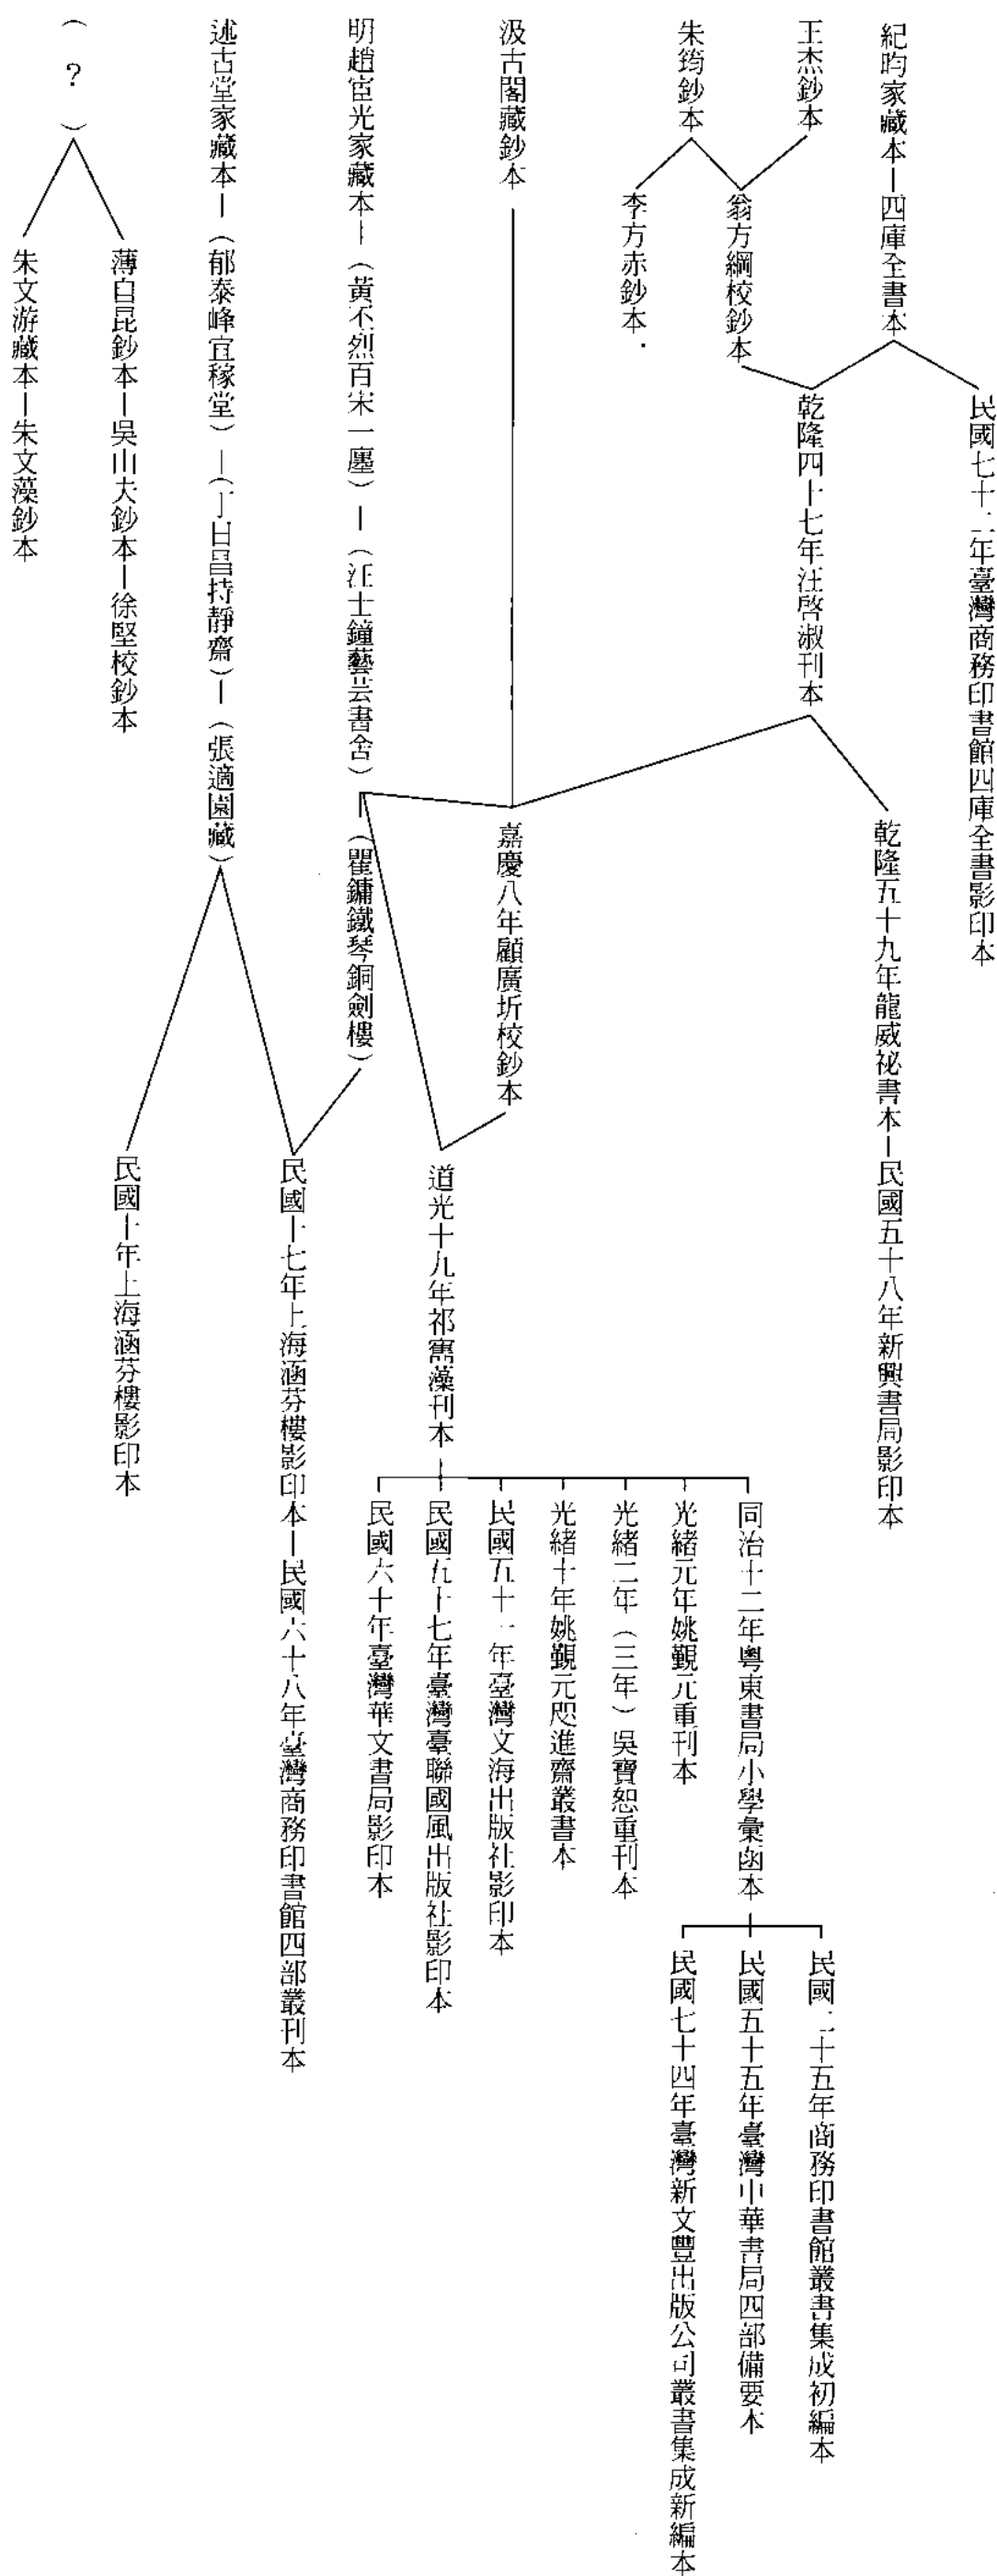 紀昀家藏本—四庫全書本
民國七十二年臺灣商務印書館四庫全書影印本
王杰鈔本
朱筠鈔本
翁方綱校鈔本
李方赤鈔本
乾隆四十七年汪啓淑刊本
乾隆五十九年龍威祕書本—民國五十八年新興書局影印本
汲古閣藏鈔本
嘉慶八年顧廣圻校鈔本
明趙宧光家藏本—（黃丕烈百宋一廛）—（汪士鐘藝芸書舍）—（瞿鏞鐵琴銅劍樓）
道光十九年祁寯藻刊本
同治十二年粵東書局小學彙函本
民國二十五年商務印書館叢書集成初編本
民國五十五年臺灣中華書局四部備要本
民國七十四年臺灣新文豐出版公司叢書集成新編本
光緒元年姚覲元重刊本
光緒二年（三年）吳寶恕重刊本
光緒十年姚覲元咫進齋叢書本
民國五十一年臺灣文海出版社影印本
民國五十七年臺灣臺聯國風出版社影印本
民國六十年臺灣華文書局影印本
述古堂家藏本—（郁泰峰宜稼堂）—（丁日昌持靜齋）—（張適園藏）
民國十七年上海涵芬樓影印本—民國六十八年臺灣商務印書館四部叢刊本
民國十年上海涵芬樓影印本
（？）
薄自昆鈔本—吳山夫鈔本—徐堅校鈔本
朱文游藏本—朱文藻鈔本